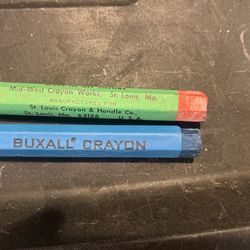 Mid-West Crayon Works, St. Louis, Mo.
MANUFACTURED FOR
St. Louis Crayon & Handle Co.
St. Louis, Mo. 63126 U S A
BUXALL CRAYON